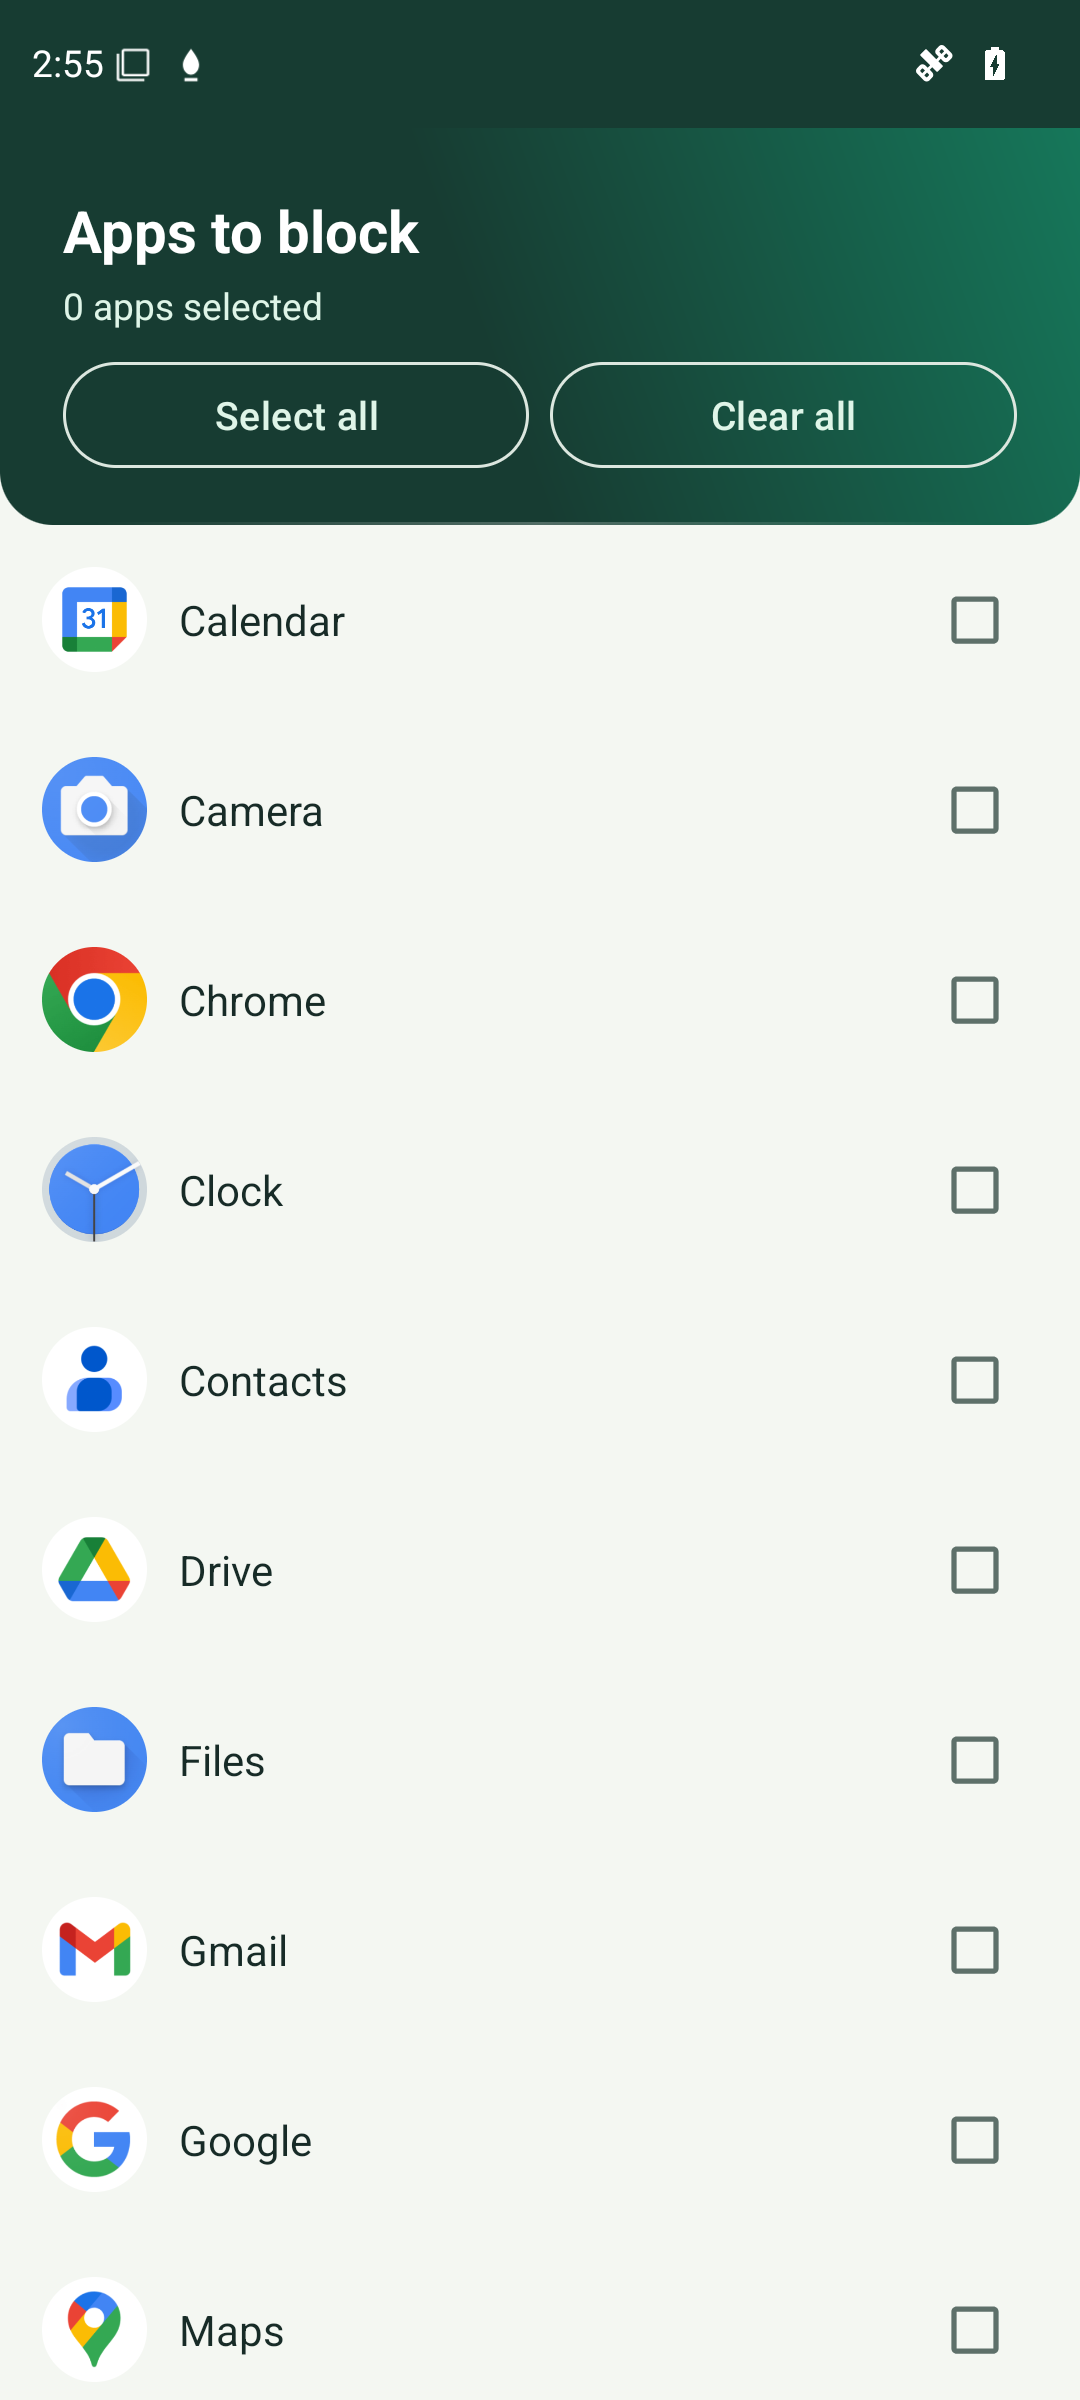 2:55
Apps to block
0 apps selected
Select all
Clear all
31
Calendar
Camera
Chrome
Clock
Contacts
Drive
Files
Gmail
Google
Maps